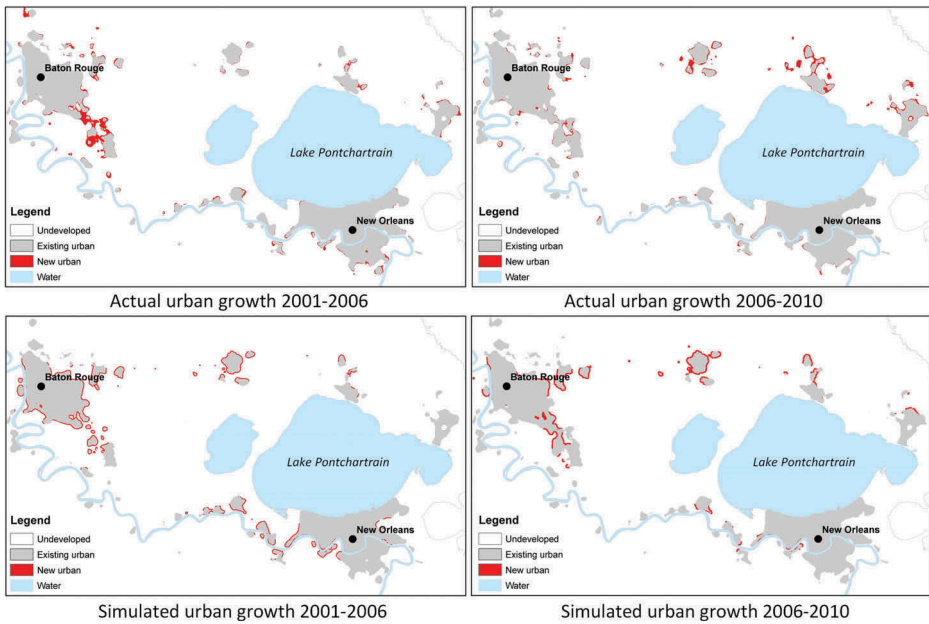 Baton Rouge
Lake Pontchartrain
New Orleans
Legend
Undeveloped
Existing urban
New urban
Water
Actual urban growth 2001-2006
Baton Rouge
Lake Pontchartrain
New Orleans
Legend
Undeveloped
Existing urban
New urban
Water
Actual urban growth 2006-2010
Baton Rouge
Lake Pontchartrain
New Orleans
Legend
Undeveloped
Existing urban
New urban
Water
Simulated urban growth 2001-2006
Baton Rouge
Lake Pontchartrain
New Orleans
Legend
Undeveloped
Existing urban
New urban
Water
Simulated urban growth 2006-2010